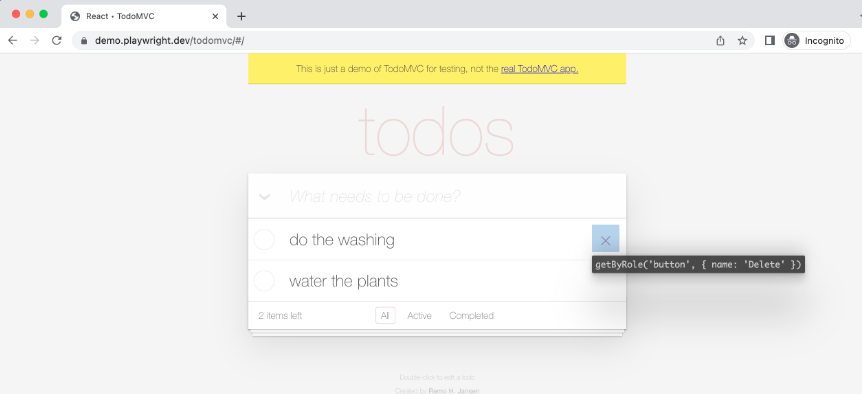 React • TodoMVC
demo.playwright.dev/todomvc/#/
Incognito
This is just a demo of TodoMVC for testing, not the real TodoMVC app.
todos
What needs to be done?
do the washing
getByRole('button', { name: 'Delete' })
water the plants
2 items left All Active Completed
Double-click to edit a todo
Created by Remo H. Jansen